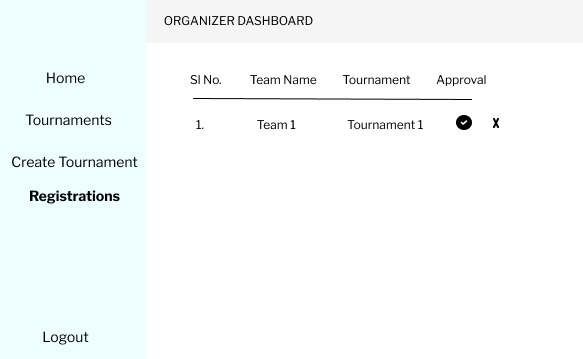 ORGANIZER DASHBOARD
Home
Tournaments
Create Tournament
Registrations
Logout
Sl No. Team Name Tournament Approval
1. Team 1 Tournament 1 X